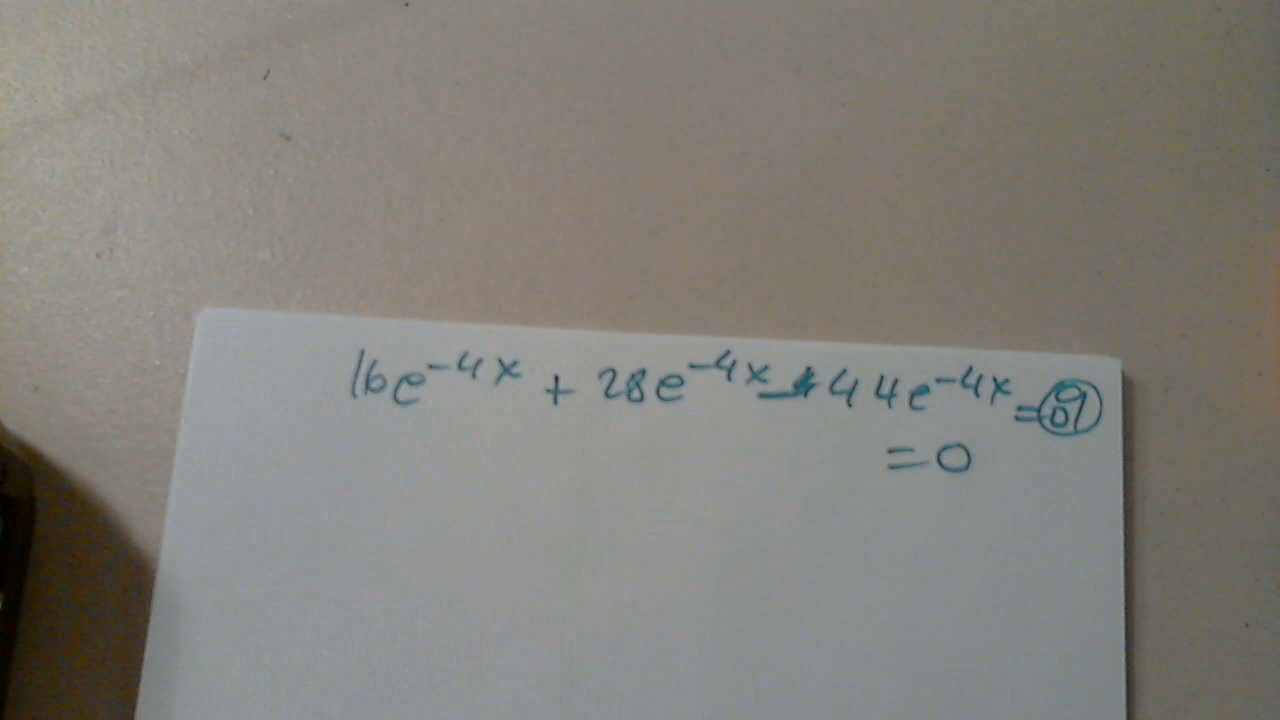 16e^{-4x} + 28e^{-4x} - 44e^{-4x} =
= 0